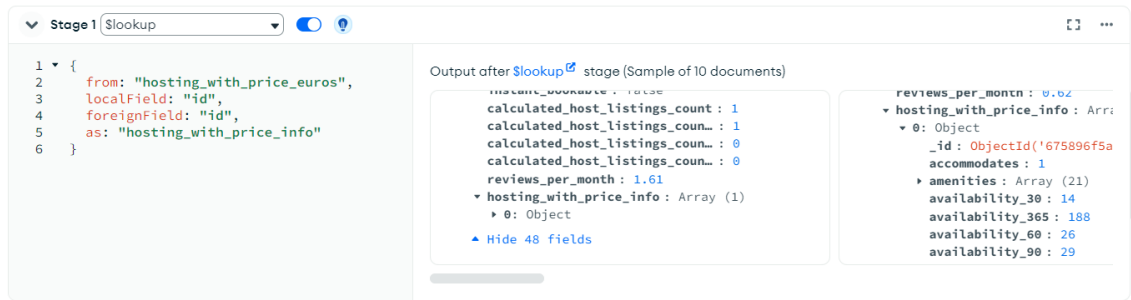 Stage 1 $lookup
1 {
2 from: "hosting_with_price_euros",
3 localField: "id",
4 foreignField: "id",
5 as: "hosting_with_price_info"
6 }
Output after $lookup stage (Sample of 10 documents)
instant_bookable : false
calculated_host_listings_count : 1
calculated_host_listings_coun… : 1
calculated_host_listings_coun… : 0
calculated_host_listings_coun… : 0
reviews_per_month : 1.61
hosting_with_price_info : Array (1)
0: Object
Hide 48 fields
reviews_per_month : 0.62
hosting_with_price_info : Arra
0: Object
_id : ObjectId('675896f5a
accommodates : 1
amenities : Array (21)
availability_30 : 14
availability_365 : 188
availability_60 : 26
availability_90 : 29